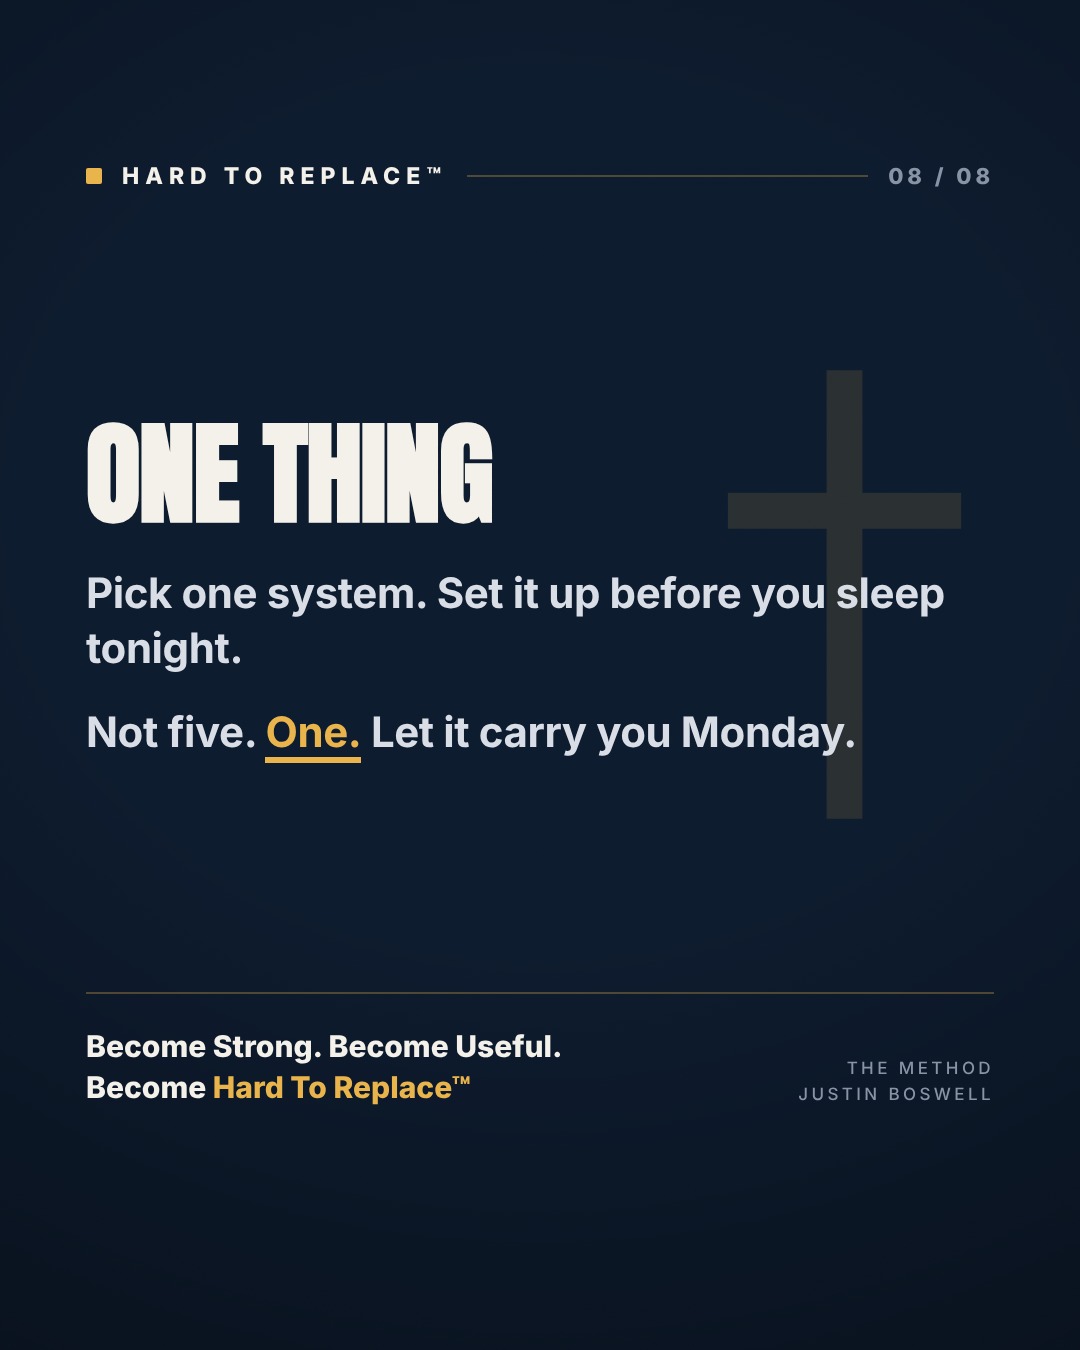 HARD TO REPLACE™
08 / 08
ONE THING
Pick one system. Set it up before you sleep
tonight.
Not five. One. Let it carry you Monday.
Become Strong. Become Useful.
Become Hard To Replace™
THE METHOD
JUSTIN BOSWELL